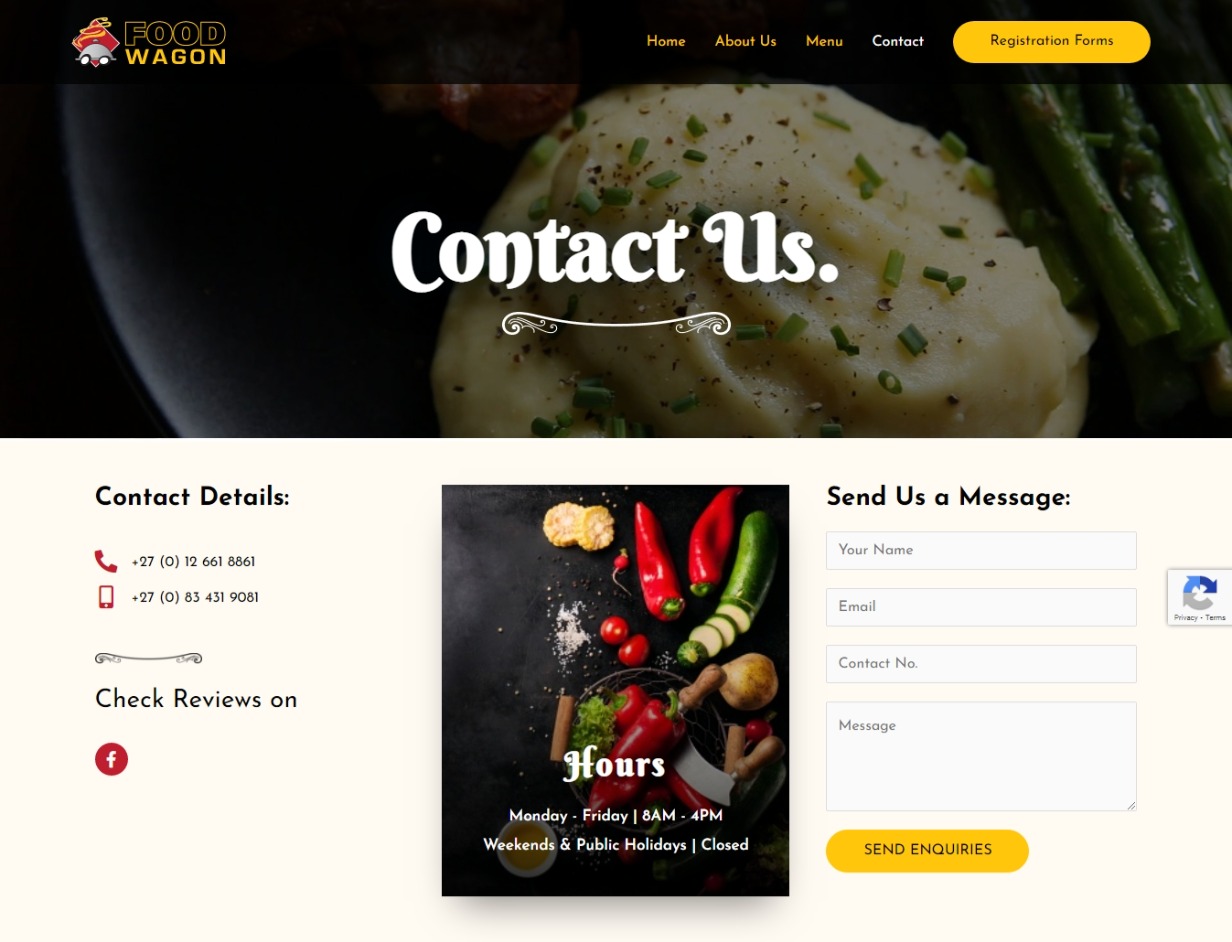 FOOD
WAGON
Home
About Us
Menu
Contact
Registration Forms
Contact Us.
Contact Details:
+27 (0) 12 661 8861
+27 (0) 83 431 9081
Check Reviews on
Hours
Monday - Friday | 8AM - 4PM
Weekends & Public Holidays | Closed
Send Us a Message:
Your Name
Email
Contact No.
Message
SEND ENQUIRIES
Privacy - Terms